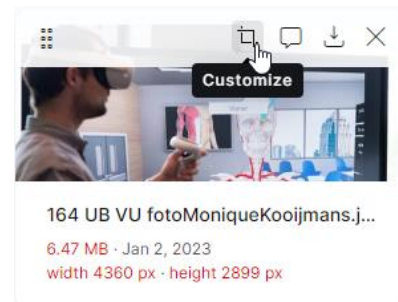 Customize
164 UB VU fotoMoniqueKooijmans.j...
6.47 MB · Jan 2, 2023
width 4360 px · height 2899 px